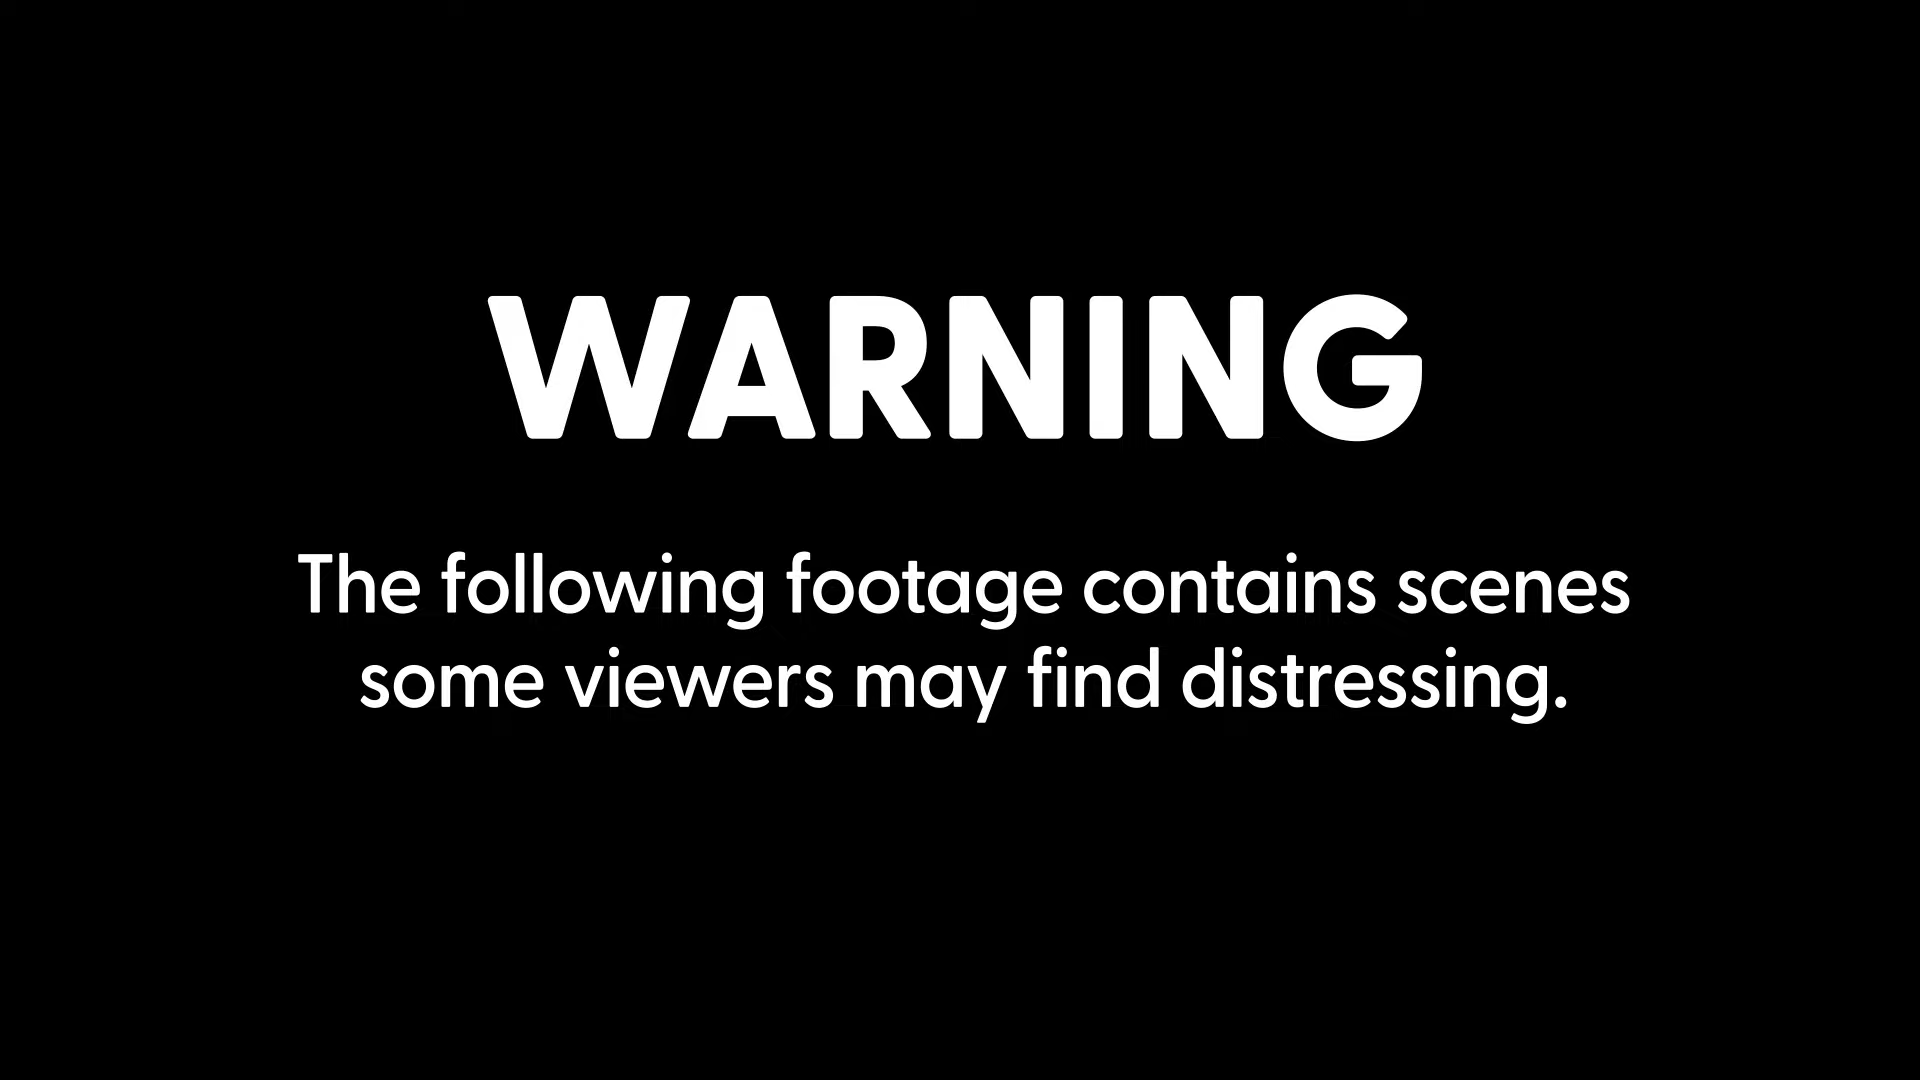 WARNING
The following footage contains scenes
some viewers may find distressing.